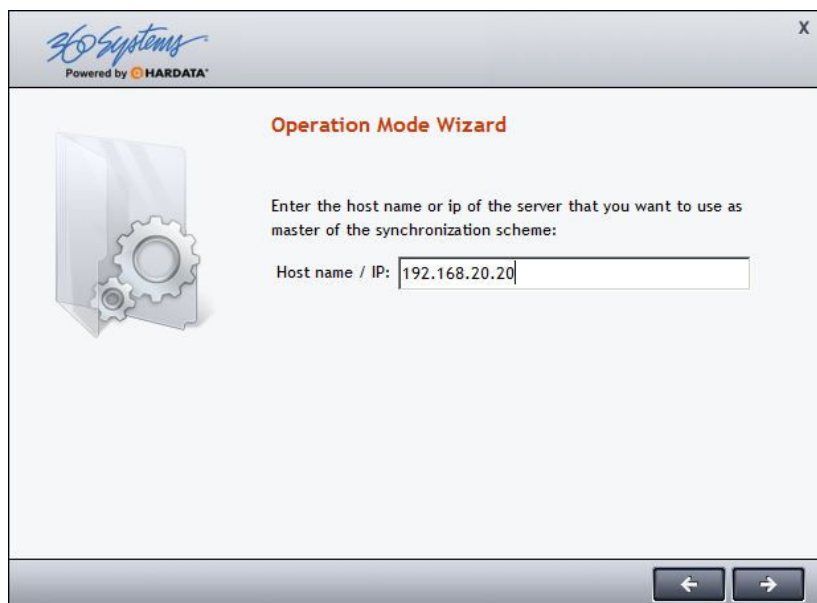 360 Systems
X
Powered by HARDATA
Operation Mode Wizard
Enter the host name or ip of the server that you want to use as
master of the synchronization scheme:
Host name / IP: 192.168.20.20